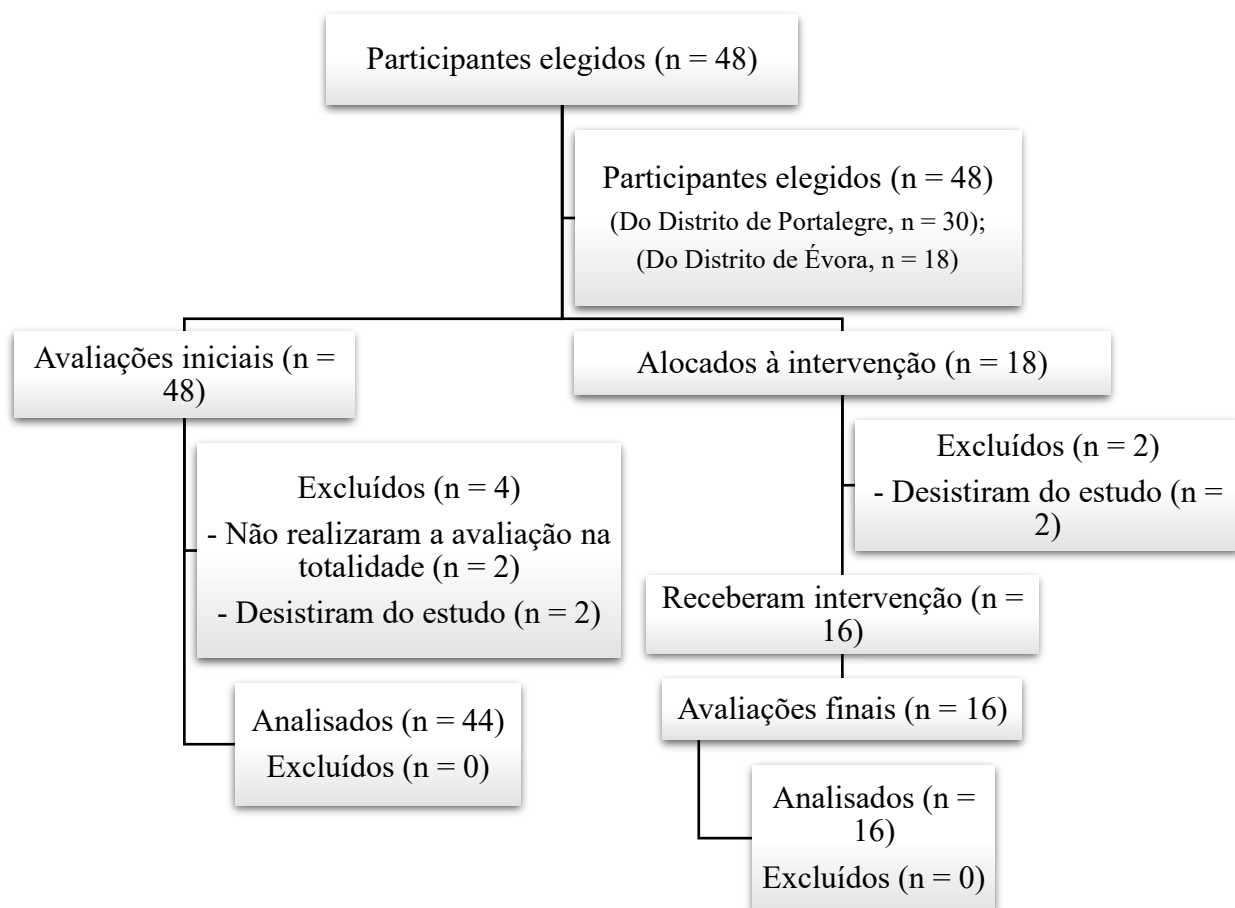 Participantes elegidos (n = 48)
Participantes elegidos (n = 48)
(Do Distrito de Portalegre, n = 30);
(Do Distrito de Évora, n = 18)
Avaliações iniciais (n =
48)
Excluídos (n = 4)
- Não realizaram a avaliação na
totalidade (n = 2)
- Desistiram do estudo (n = 2)
Analisados (n = 44)
Excluídos (n = 0)
Alocados à intervenção (n = 18)
Excluídos (n = 2)
- Desistiram do estudo (n =
2)
Receberam intervenção (n =
16)
Avaliações finais (n = 16)
Analisados (n =
16)
Excluídos (n = 0)